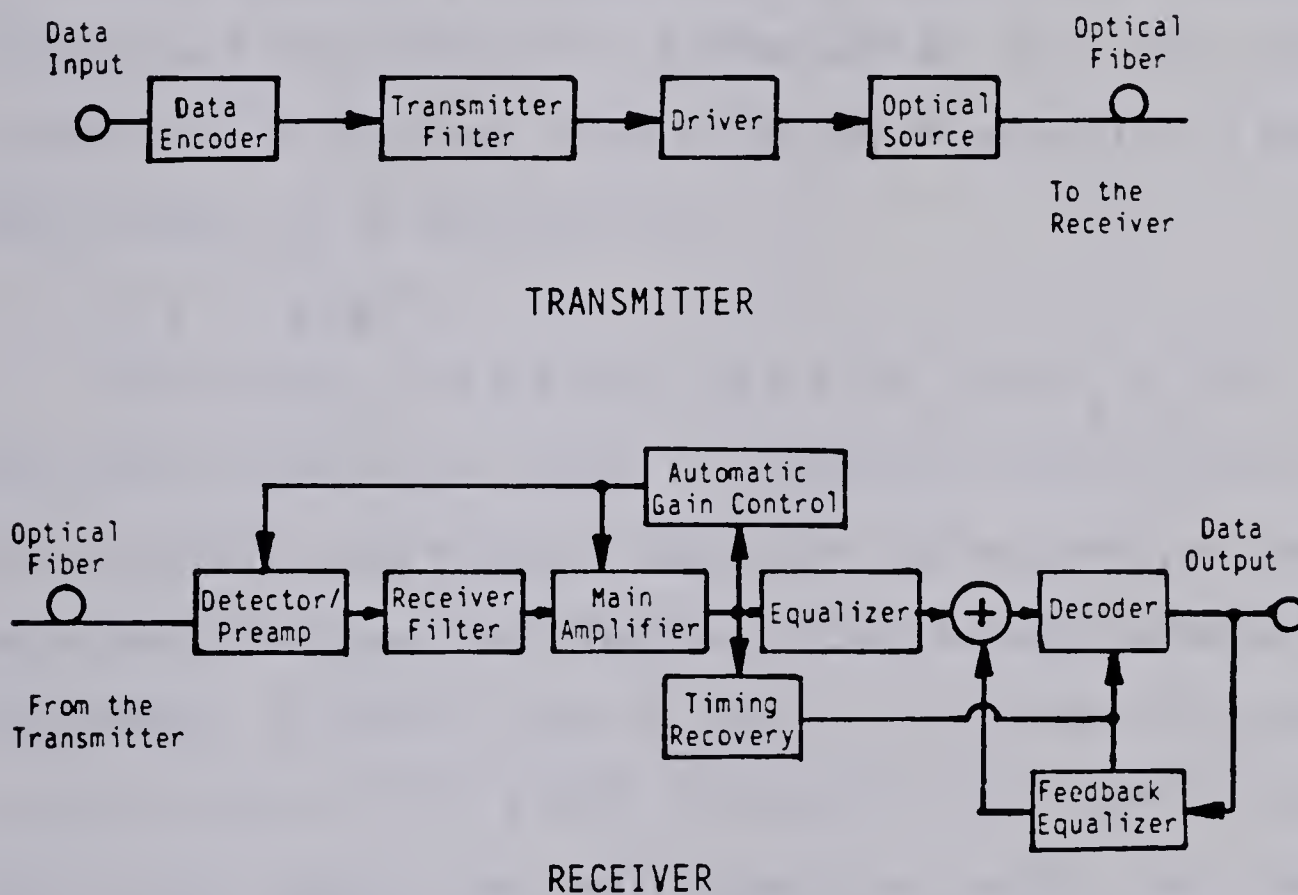 Data
Input
Optical
Fiber
Data
Encoder
Transmitter
Filter
Driver
Optical
Source
To the
Receiver
TRANSMITTER
Automatic
Gain Control
Optical
Fiber
Data
Output
Detector/
Preamp
Receiver
Filter
Main
Amplifier
Equalizer
+
Decoder
From the
Transmitter
Timing
Recovery
Feedback
Equalizer
RECEIVER